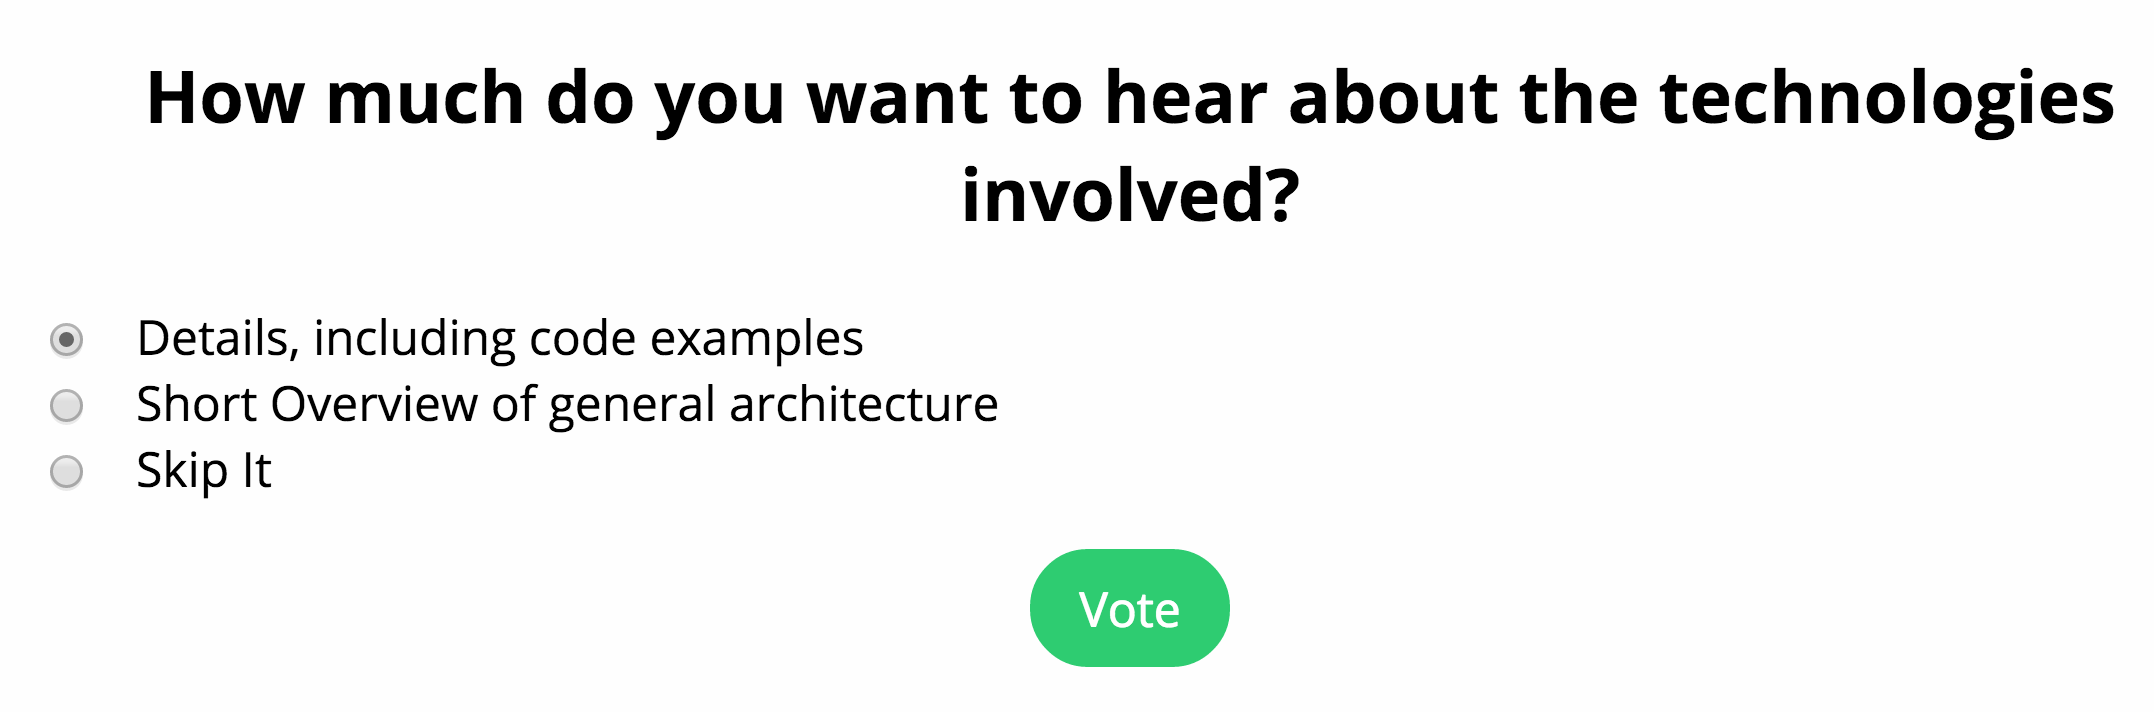 How much do you want to hear about the technologies
involved?
Details, including code examples
Short Overview of general architecture
Skip It
Vote